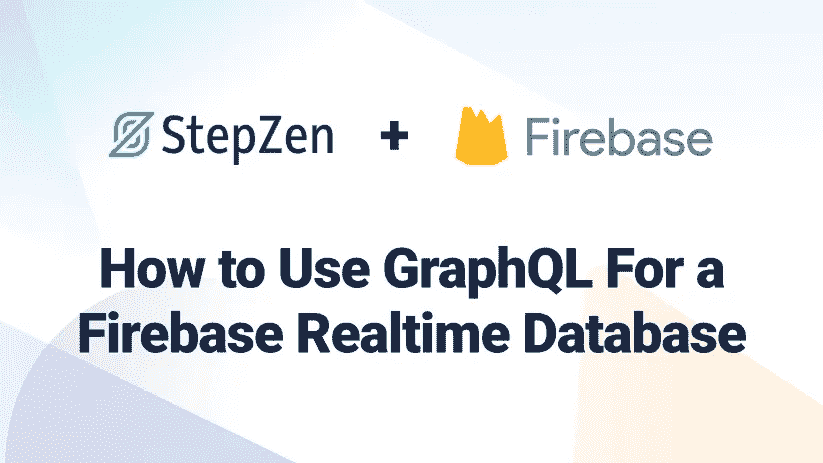 StepZen + Firebase
How to Use GraphQL For a
Firebase Realtime Database